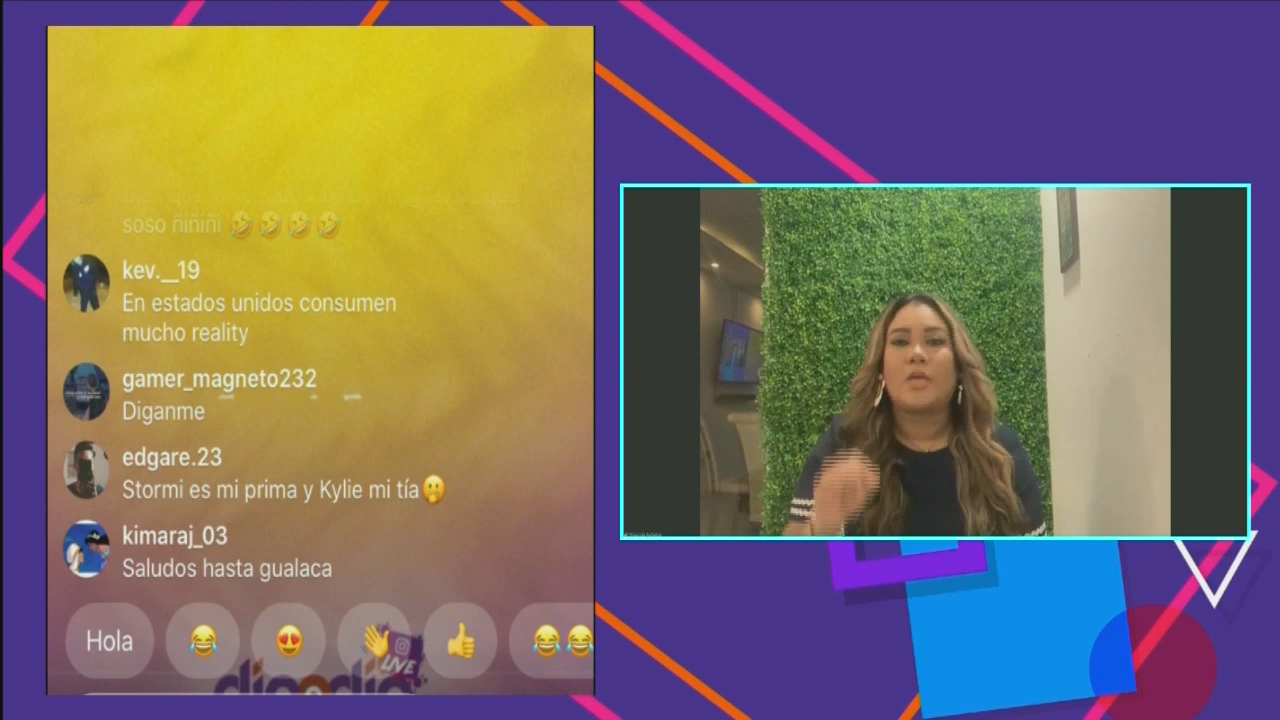 soso ñiñiñi 🤣🤣🤣🤣
kev.__19
En estados unidos consumen
mucho reality
gamer_magneto232
Diganme
edgare.23
Stormi es mi prima y Kylie mi tía🤫
kimaraj_03
Saludos hasta gualaca
Hola 😂 😍 👋 👍 😂😂
LIVE